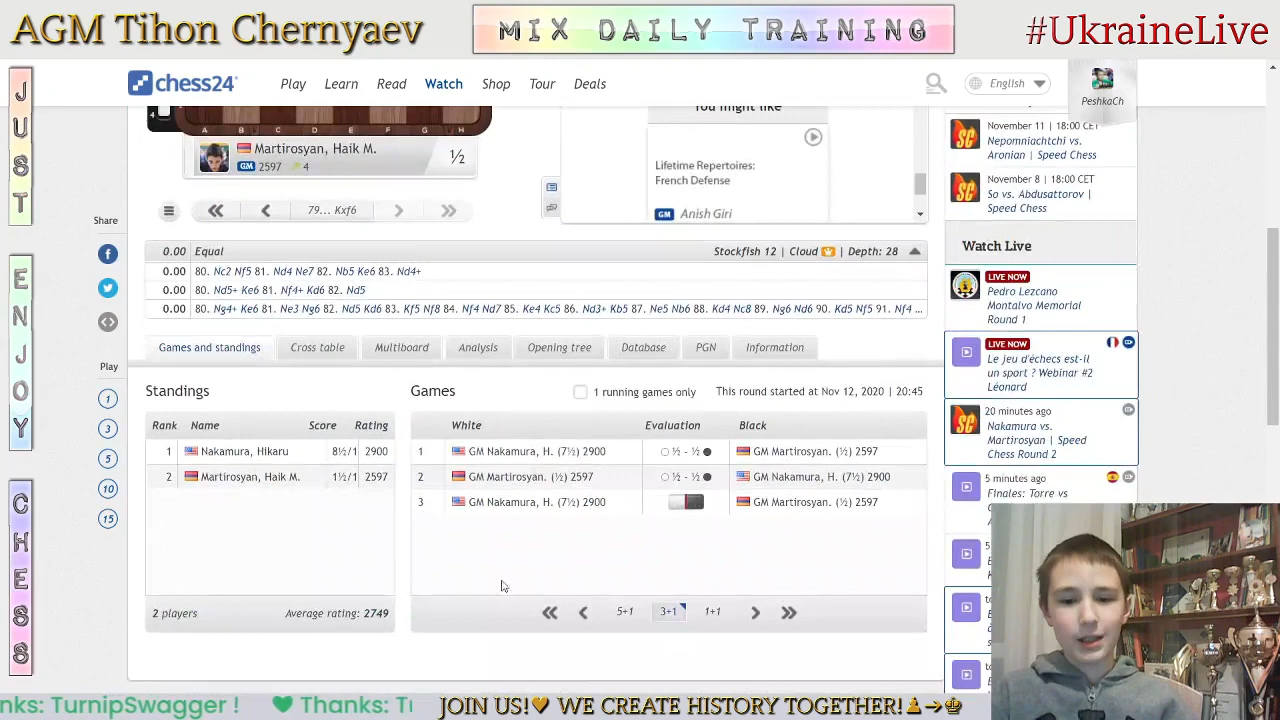 AGM Tihon Chernyaev
MIX DAILY TRAINING
#UkraineLive
JUST
ENJOY
CHESS
chess24
Play
Learn
Read
Watch
Shop
Tour
Deals
English
PeshkaCh
4
A B C D E F G H
You might like
Martirosyan, Haik M.
GM 2597 4
½
Lifetime Repertoires:
French Defense
GM Anish Giri
79... Kxf6
November 11 | 18:00 CET
Nepomniachtchi vs.
Aronian | Speed Chess
November 8 | 18:00 CET
So vs. Abdusattorov |
Speed Chess
Share
Play
1
3
5
10
15
0.00 Equal
Stockfish 12 | Cloud | Depth: 28
0.00 80. Nc2 Nf5 81. Nd4 Ne7 82. Nb5 Ke6 83. Nd4+
0.00 80. Nd5+ Ke6 81. Nf4+ Kd6 82. Nd5
0.00 80. Ng4+ Ke6 81. Ne3 Ng6 82. Nd5 Kd6 83. Kf5 Nf8 84. Nf4 Nd7 85. Ke4 Kc5 86. Nd3+ Kb5 87. Ne5 Nb6 88. Kd4 Nc8 89. Ng6 Nd6 90. Kd5 Nf5 91. Nf4 ...
Games and standings
Cross table
Multiboard
Analysis
Opening tree
Database
PGN
Information
Standings
Rank Name Score Rating
1 Nakamura, Hikaru 8½/1 2900
2 Martirosyan, Haik M. 1½/1 2597
2 players
Average rating: 2749
Games
1 running games only
This round started at Nov 12, 2020 | 20:45
White Evaluation Black
1 GM Nakamura, H. (7½) 2900 ½ - ½ GM Martirosyan. (½) 2597
2 GM Martirosyan. (½) 2597 ½ - ½ GM Nakamura, H. (7½) 2900
3 GM Nakamura, H. (7½) 2900 GM Martirosyan. (½) 2597
5+1
3+1
1+1
Watch Live
LIVE NOW
Pedro Lezcano
Montalvo Memorial
Round 1
LIVE NOW
Le jeu d'échecs est-il
un sport ? Webinar #2
Léonard
20 minutes ago
Nakamura vs.
Martirosyan | Speed
Chess Round 2
5 minutes ago
Finales: Torre vs
nks: TurnipSwagger !
Thanks: Tu
JOIN US! WE CREATE HISTORY TOGETHER!